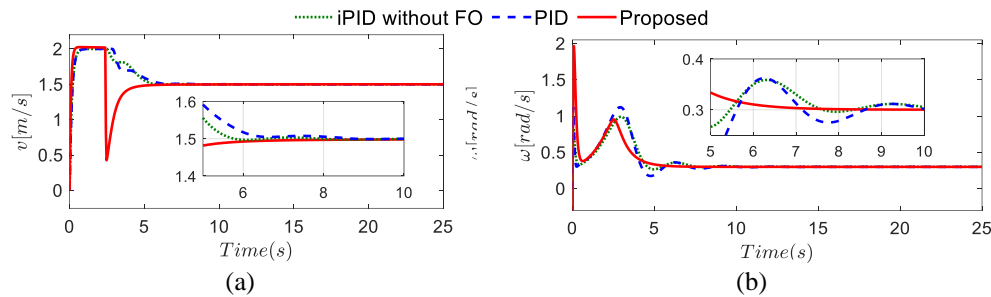 iPID without FO PID Proposed
(a)
(b)
v[m/s]
2
1.5
1
0.5
0
1.6
1.5
1.4
6 8 10
0 5 10 15 20 25
Time(s)
ω[rad/s]
ω[rad/s]
2
1.5
1
0.5
0
0.4
0.3
5 6 7 8 9 10
0 5 10 15 20 25
Time(s)
(a)
(b)